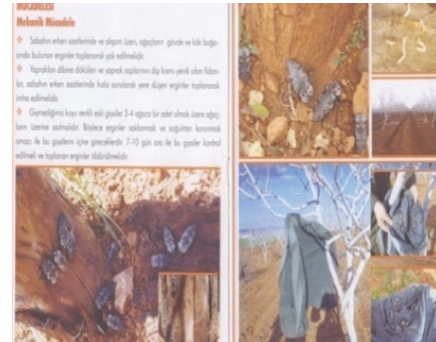 MÜCADELESİ
Mekanik Mücadele
❖ Sabahın erken saatlerinde ve akşam üzeri, ağaçların gövde ve kök boğa-
zında bulunan erginler toplanarak yok edilmelidir.
❖ Yaprakları dibine dökülen ve yaprak saplarının dip kısmı yenik olan fidan-
lar, sabahın erken saatlerinde hızla sarsılarak yere düşen erginler toplanarak
imha edilmelidir.
❖ Giymediğimiz koyu renkli eski giysiler 3-4 ağaca bir adet olmak üzere ağaç-
ların üzerine asılmalıdır. Böylece erginler saklanmak ve soğuktan korunmak
amacı ile bu giysilerin içine gireceklerdir. 7-10 gün ara ile bu giysiler kontrol
edilmeli ve toplanan erginler öldürülmelidir.